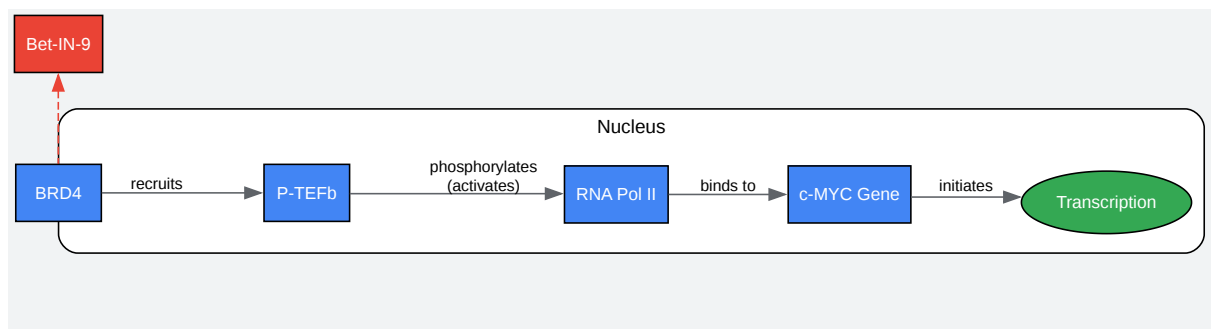 Bet-IN-9
Nucleus
BRD4
recruits
P-TEFb
phosphorylates
(activates)
RNA Pol II
binds to
c-MYC Gene
initiates
Transcription